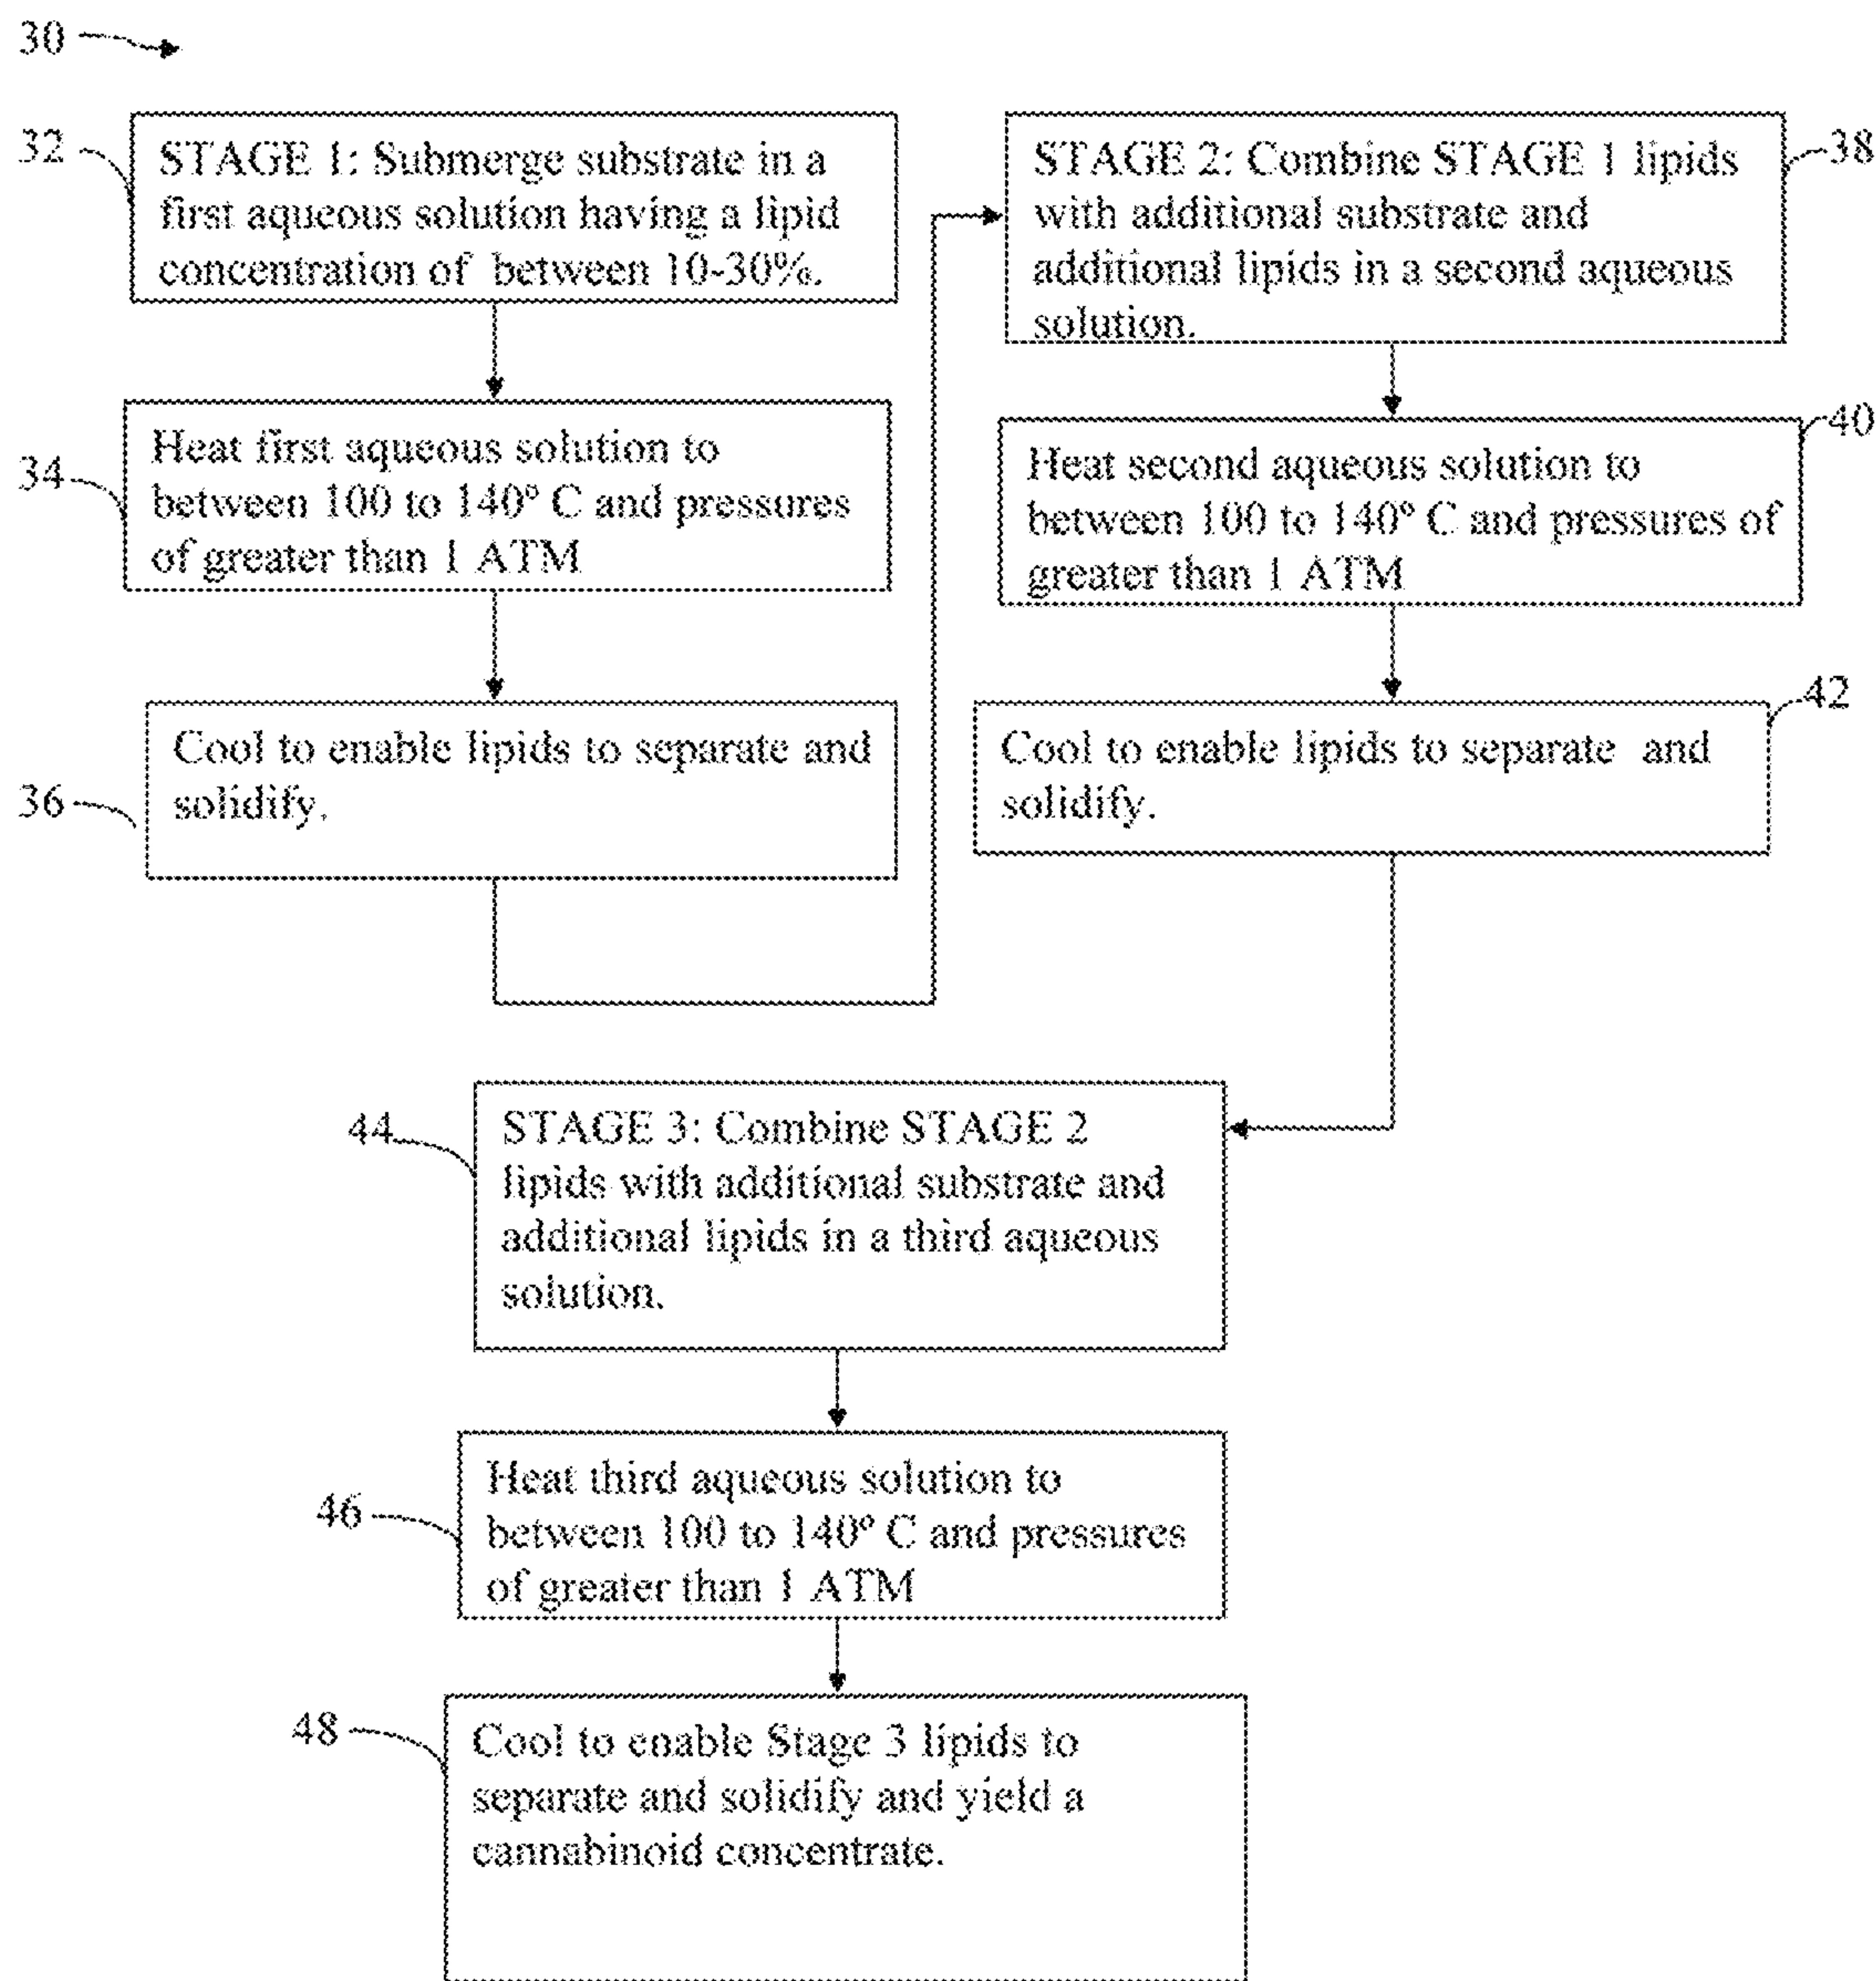 30
32
STAGE 1: Submerge substrate in a
first aqueous solution having a lipid
concentration of between 10-30%.
34
Heat first aqueous solution to
between 100 to 140º C and pressures
of greater than 1 ATM
36
Cool to enable lipids to separate and
solidify.
38
STAGE 2: Combine STAGE 1 lipids
with additional substrate and
additional lipids in a second aqueous
solution.
40
Heat second aqueous solution to
between 100 to 140º C and pressures of
greater than 1 ATM
42
Cool to enable lipids to separate and
solidify.
44
STAGE 3: Combine STAGE 2
lipids with additional substrate and
additional lipids in a third aqueous
solution.
46
Heat third aqueous solution to
between 100 to 140º C and pressures
of greater than 1 ATM
48
Cool to enable Stage 3 lipids to
separate and solidify and yield a
cannabinoid concentrate.